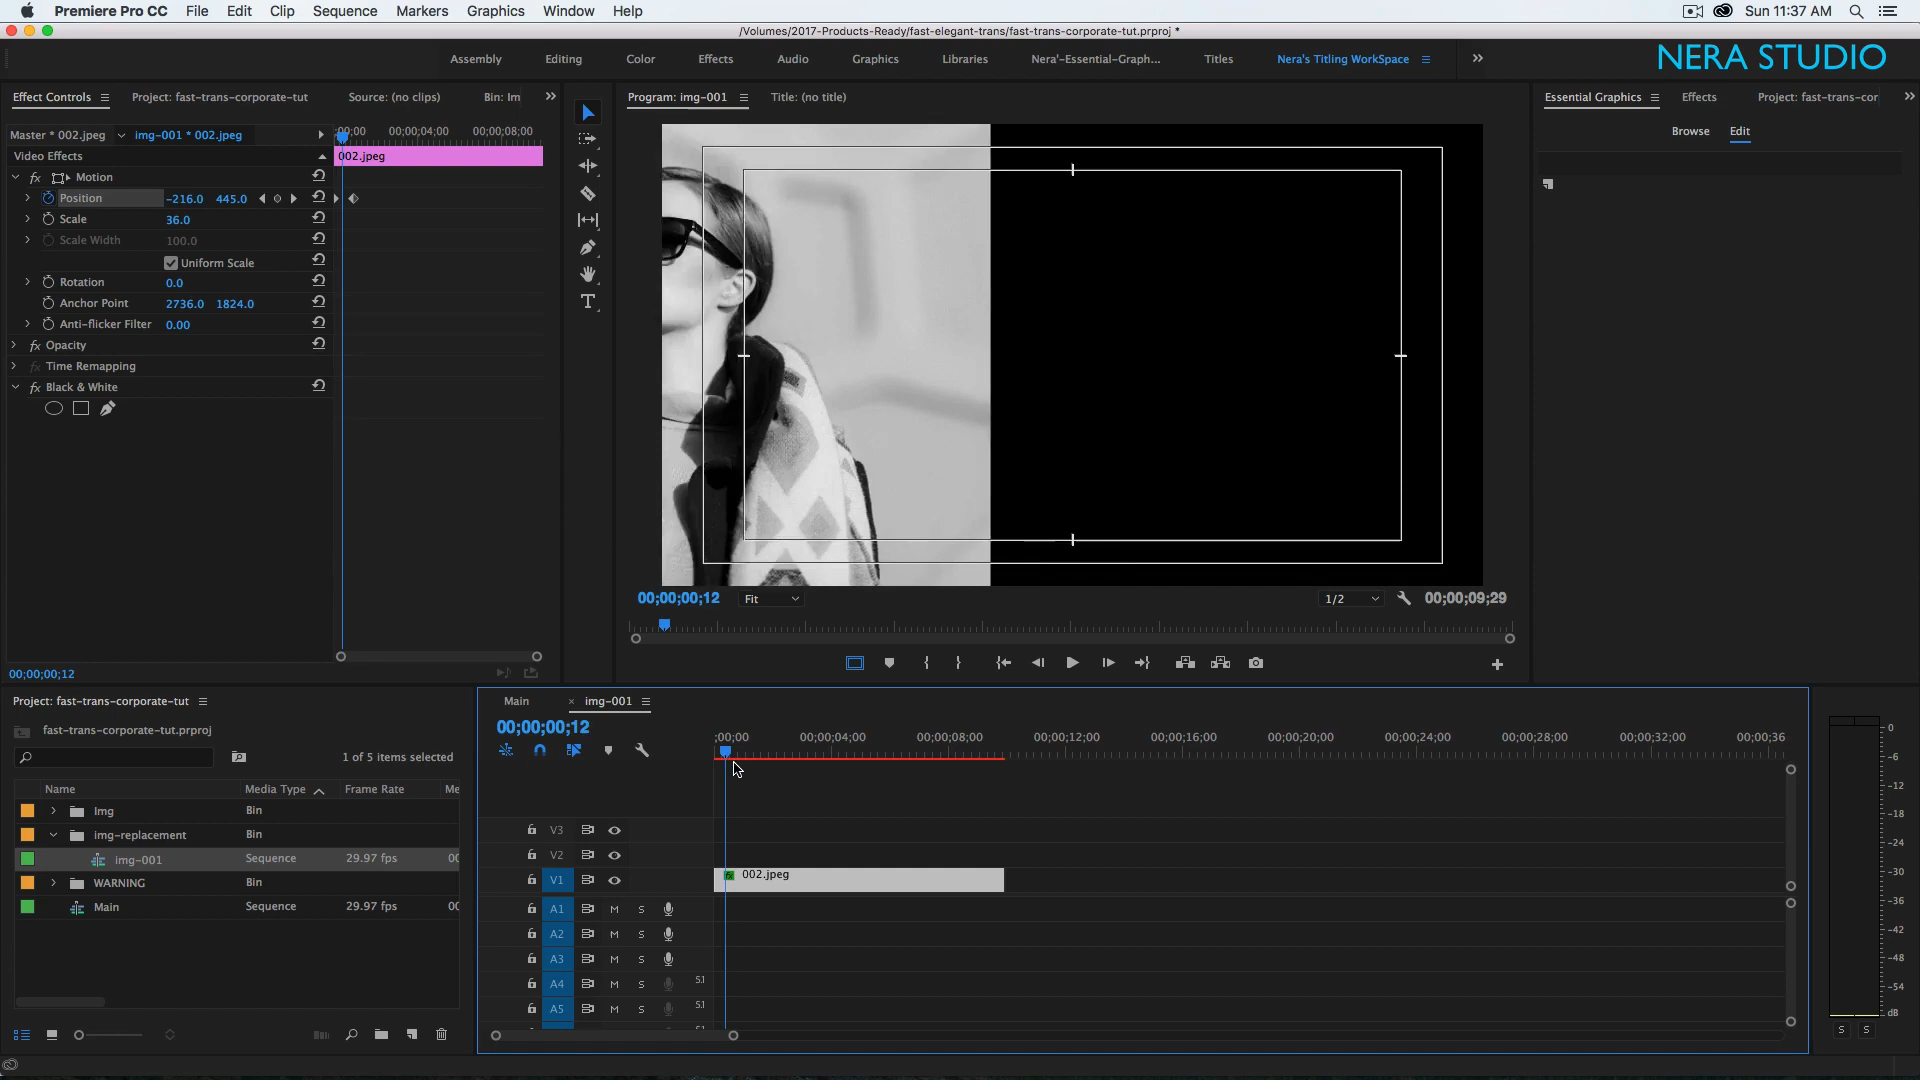 Premiere Pro CC File Edit Clip Sequence Markers Graphics Window Help Sun 11:37 AM
/Volumes/2017-Products-Ready/fast-elegant-trans/fast-trans-corporate-tut.prproj *
Assembly Editing Color Effects Audio Graphics Libraries Nera'-Essential-Graph... Titles Nera's Titling WorkSpace NERA STUDIO
Effect Controls Project: fast-trans-corporate-tut Source: (no clips) Bin: Im Program: img-001 Title: (no title) Essential Graphics Effects Project: fast-trans-cor
Master * 002.jpeg img-001 * 002.jpeg ;00;00 00;00;04;00 00;00;08;00 Browse Edit
Video Effects 002.jpeg
fx Motion
Position -216.0 445.0
Scale 36.0
Scale Width 100.0
Uniform Scale
Rotation 0.0
Anchor Point 2736.0 1824.0
Anti-flicker Filter 0.00
fx Opacity
fx Time Remapping
fx Black & White
00;00;00;12 Fit 1/2 00;00;09;29
00;00;00;12
Project: fast-trans-corporate-tut
fast-trans-corporate-tut.prproj
1 of 5 items selected
Name Media Type Frame Rate Me
Img Bin
img-replacement Bin
img-001 Sequence 29.97 fps 00
WARNING Bin
Main Sequence 29.97 fps 00
Main × img-001
00;00;00;12
;00;00 00;00;04;00 00;00;08;00 00;00;12;00 00;00;16;00 00;00;20;00 00;00;24;00 00;00;28;00 00;00;32;00 00;00;36
V3
V2
V1 fx 002.jpeg
A1 M S
A2 M S
A3 M S
A4 M S 5.1
A5 M S 5.1
0
-6
-12
-18
-24
-30
-36
-42
-48
-54
dB
S S